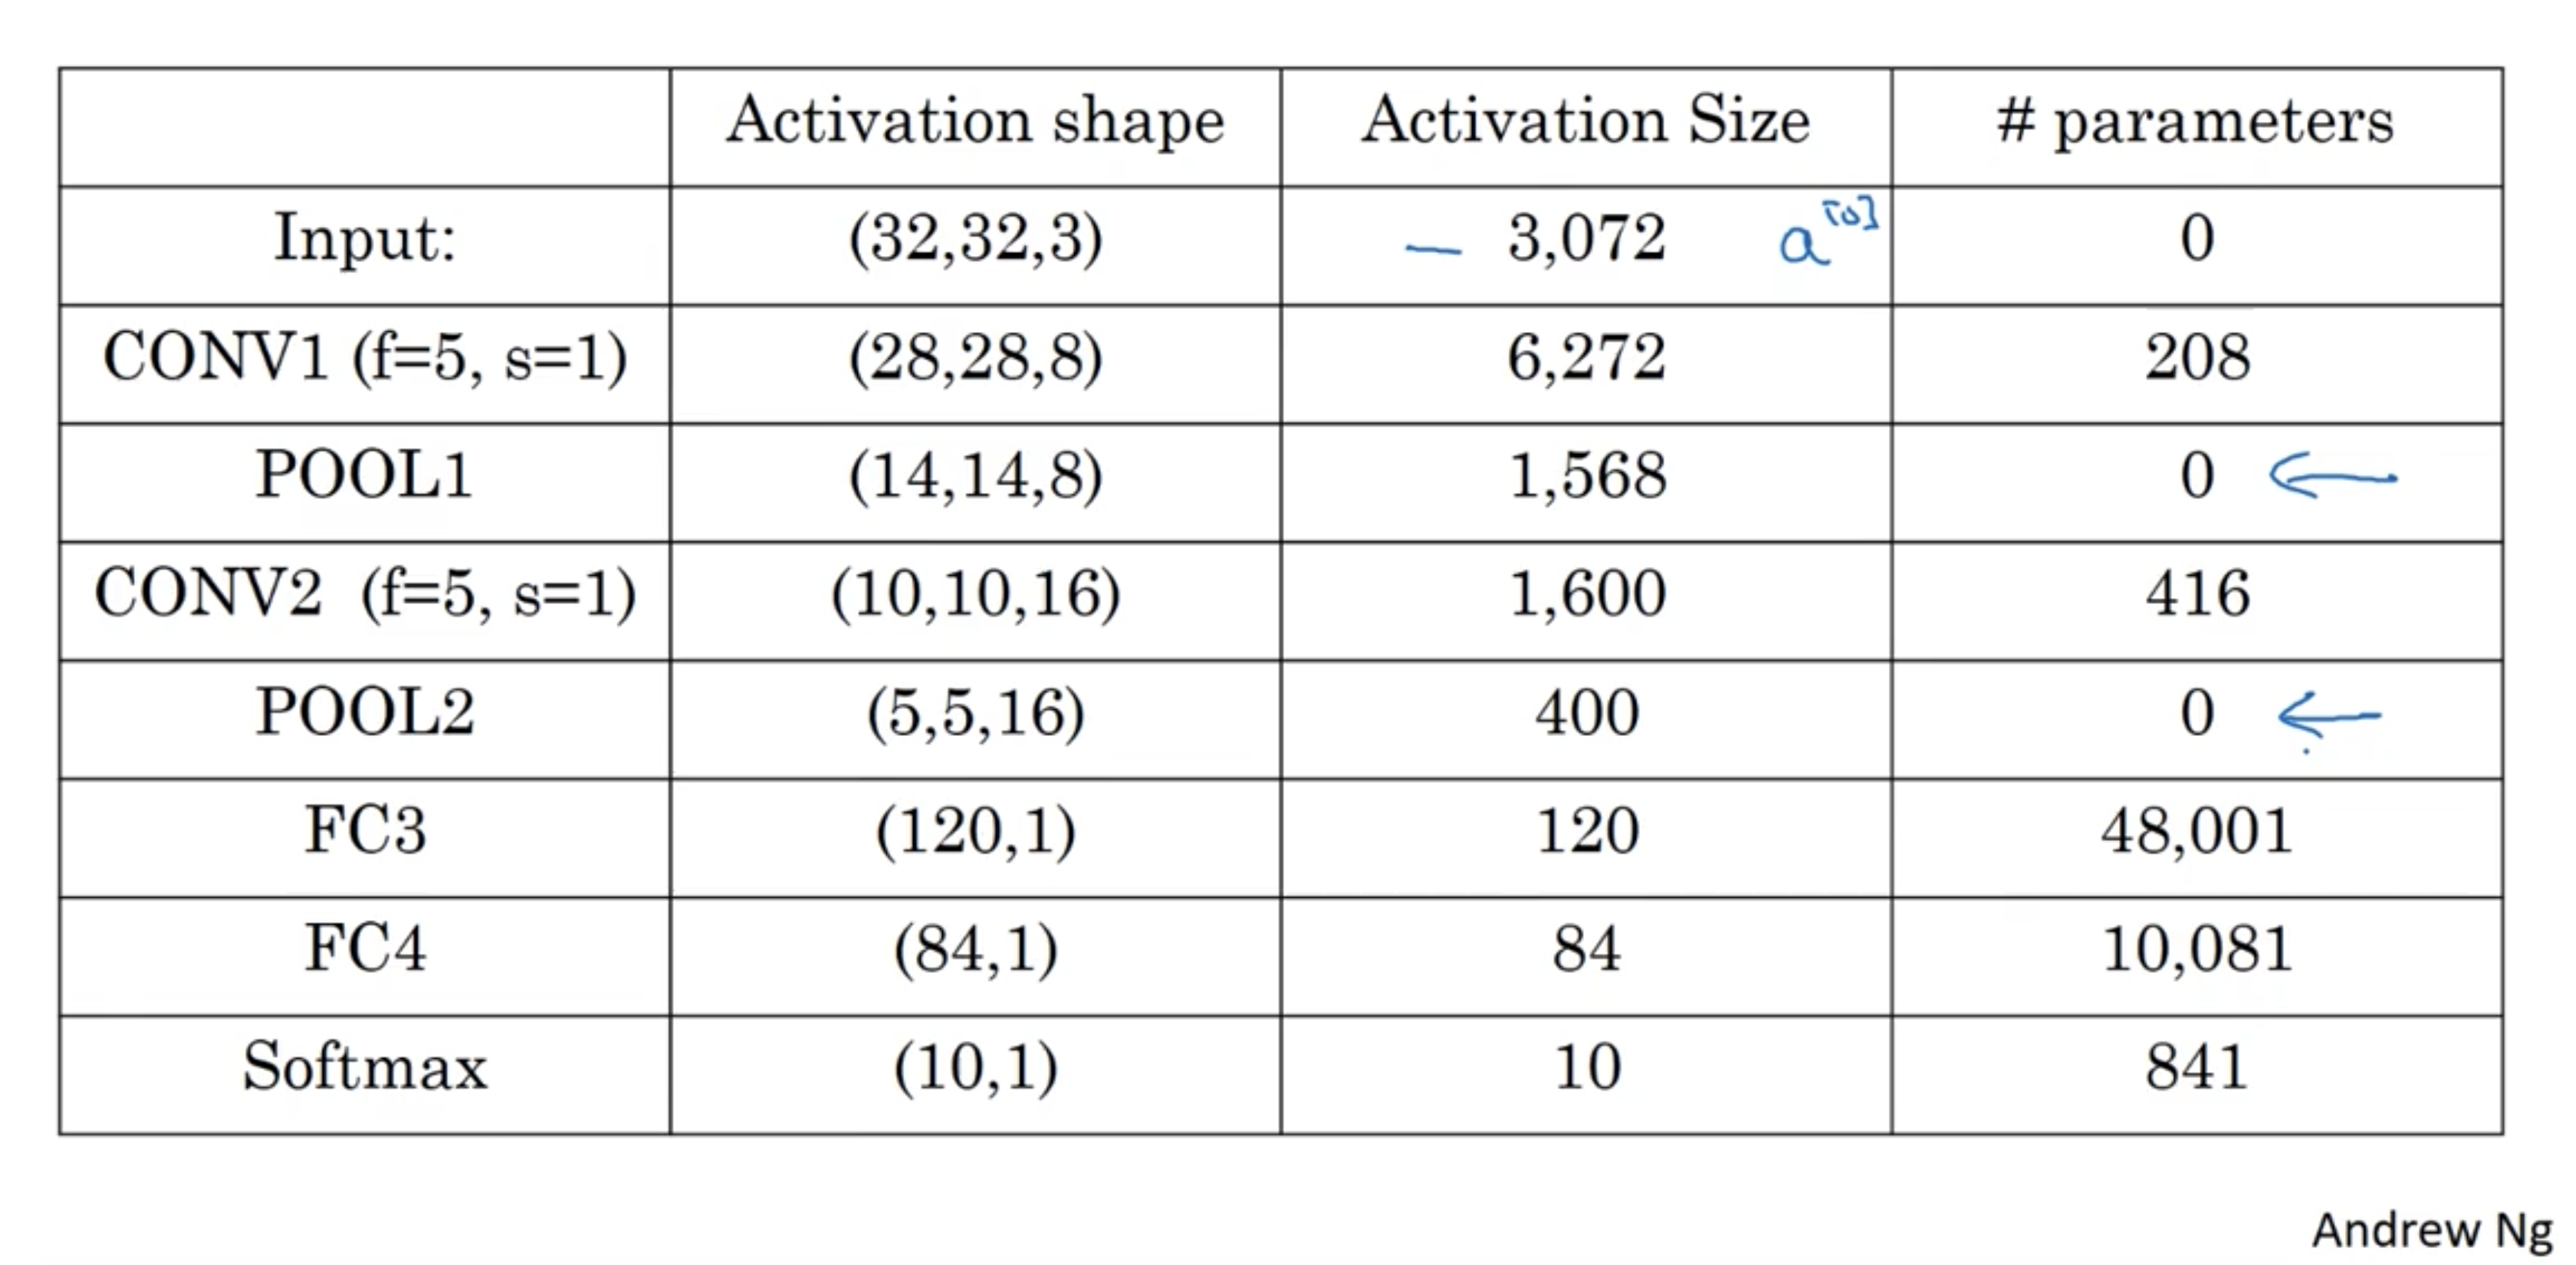 Activation shape Activation Size # parameters
Input: (32,32,3) — 3,072 a[0] 0
CONV1 (f=5, s=1) (28,28,8) 6,272 208
POOL1 (14,14,8) 1,568 0 ←
CONV2 (f=5, s=1) (10,10,16) 1,600 416
POOL2 (5,5,16) 400 0 ←
FC3 (120,1) 120 48,001
FC4 (84,1) 84 10,081
Softmax (10,1) 10 841
Andrew Ng